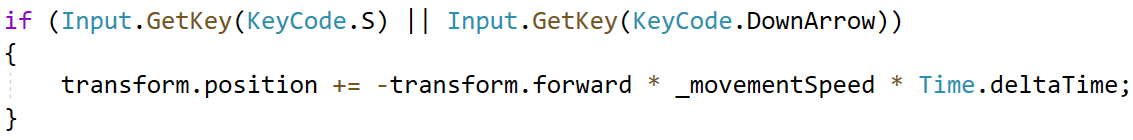 if (Input.GetKey(KeyCode.S) || Input.GetKey(KeyCode.DownArrow))
{
    transform.position += -transform.forward * _movementSpeed * Time.deltaTime;
}